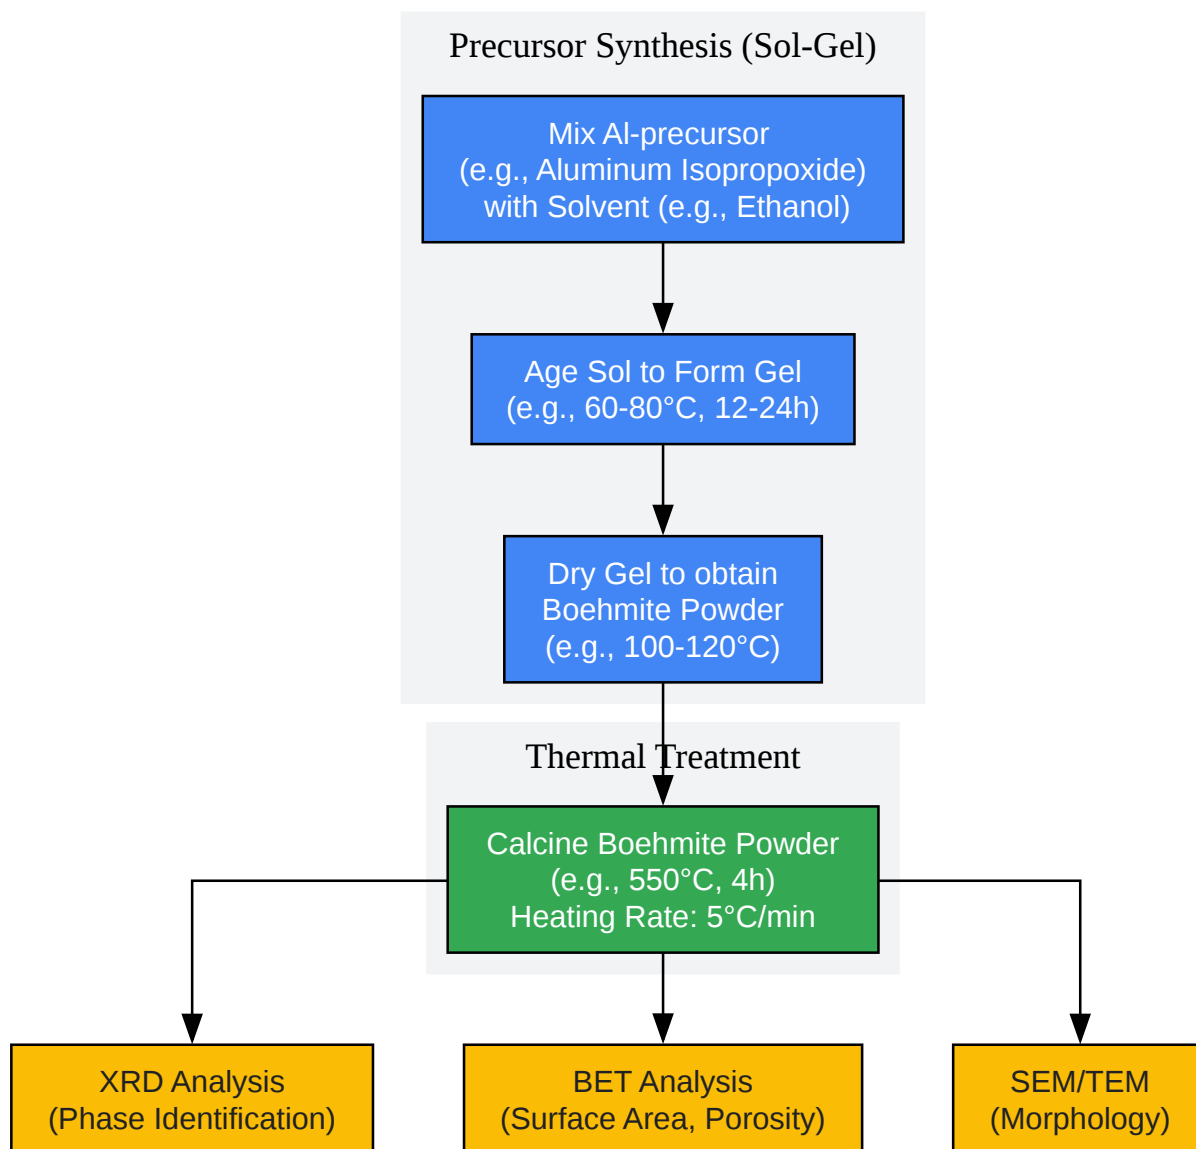 Precursor Synthesis (Sol-Gel)
Mix Al-precursor
(e.g., Aluminum Isopropoxide)
with Solvent (e.g., Ethanol)
Age Sol to Form Gel
(e.g., 60-80°C, 12-24h)
Dry Gel to obtain
Boehmite Powder
(e.g., 100-120°C)
Thermal Treatment
Calcine Boehmite Powder
(e.g., 550°C, 4h)
Heating Rate: 5°C/min
XRD Analysis
(Phase Identification)
BET Analysis
(Surface Area, Porosity)
SEM/TEM
(Morphology)